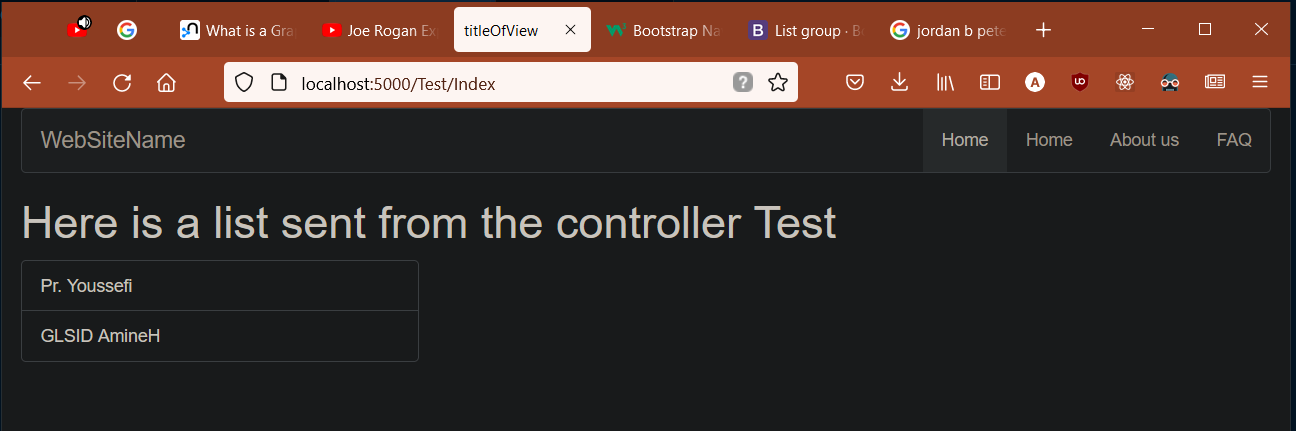 What is a Gra
Joe Rogan Ex
titleOfView
Bootstrap Na
B List group · B
jordan b pete
localhost:5000/Test/Index
?
A
WebSiteName
Home
Home
About us
FAQ
Here is a list sent from the controller Test
Pr. Youssefi
GLSID AmineH